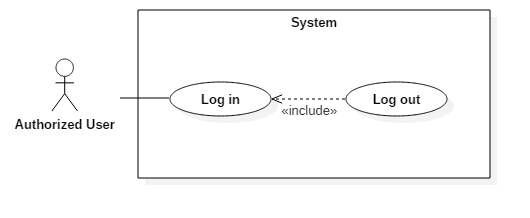 System
Log in
Log out
«include»
Authorized User